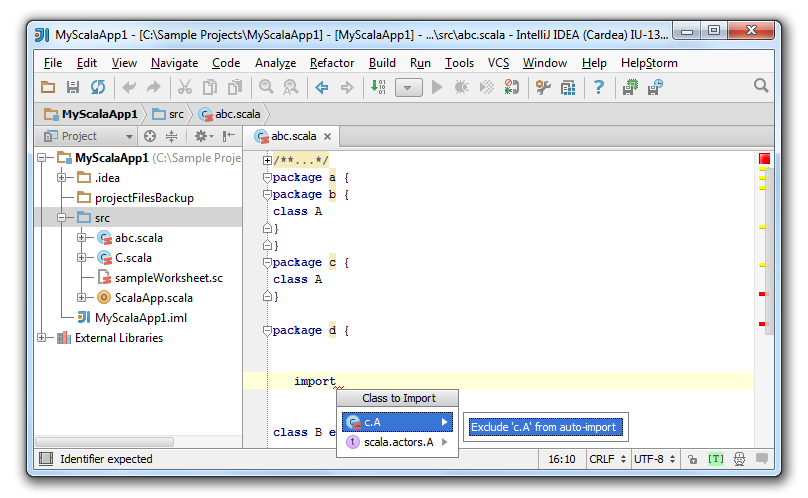 MyScalaApp1 - [C:\Sample Projects\MyScalaApp1] - [MyScalaApp1] - ...\src\abc.scala - IntelliJ IDEA (Cardea) IU-13...
File Edit View Navigate Code Analyze Refactor Build Run Tools VCS Window Help HelpStorm
MyScalaApp1 src abc.scala
Project
abc.scala
MyScalaApp1 (C:\Sample Proje
.idea
projectFilesBackup
src
abc.scala
C.scala
sampleWorksheet.sc
ScalaApp.scala
MyScalaApp1.iml
External Libraries
/**...*/
package a {
package b {
class A
}
}
package c {
class A
}
package d {
import
class B e
Class to Import
c.A
scala.actors.A
Exclude 'c.A' from auto-import
Identifier expected
16:10 CRLF UTF-8 [T]